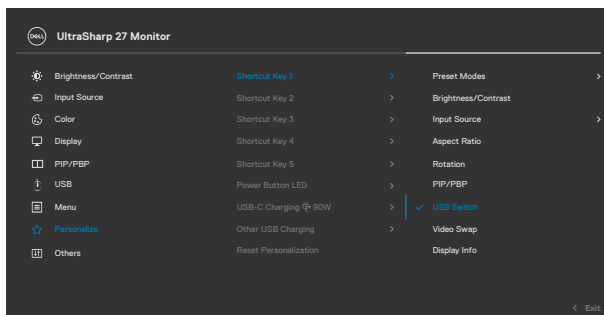 DELL UltraSharp 27 Monitor
Brightness/Contrast Shortcut Key 1 > Preset Modes >
Input Source Shortcut Key 2 > Brightness/Contrast
Color Shortcut Key 3 > Input Source >
Display Shortcut Key 4 > Aspect Ratio
PIP/PBP Shortcut Key 5 > Rotation
USB Power Button LED PIP/PBP
Menu USB-C Charging 90W > ✓ USB Switch
Personalize Other USB Charging > Video Swap
Others Reset Personalization Display Info
< Exit